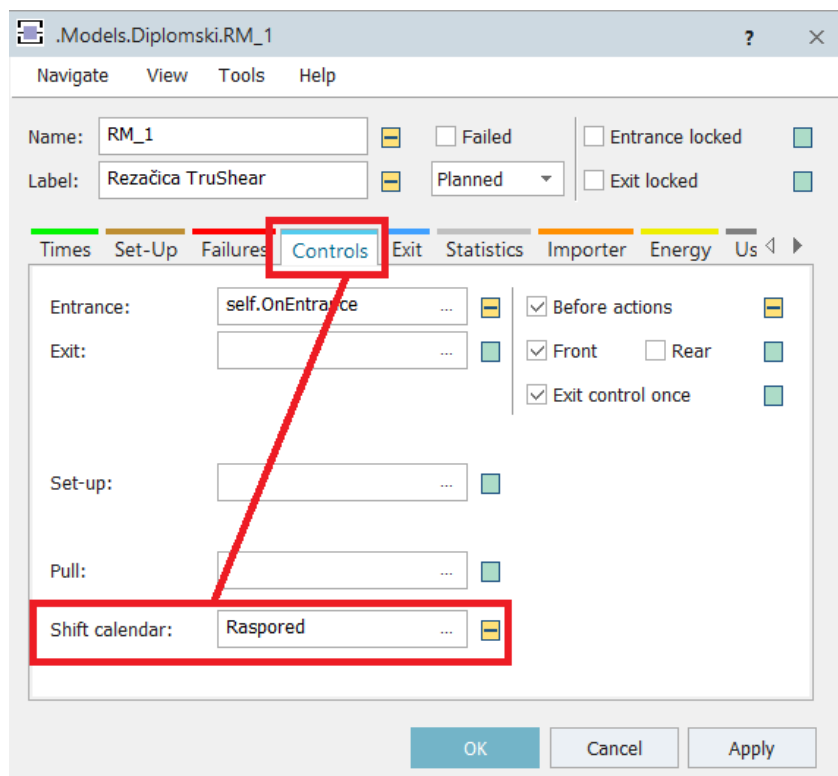 .Models.Diplomski.RM_1 ? ×
Navigate View Tools Help
Name: RM_1 Failed Entrance locked
Label: Rezačica TruShear Planned Exit locked
Times Set-Up Failures Controls Exit Statistics Importer Energy Us
Entrance: self.OnEntrance ... Before actions
Exit: ... Front Rear
Exit control once
Set-up: ...
Pull: ...
Shift calendar: Raspored ...
OK Cancel Apply